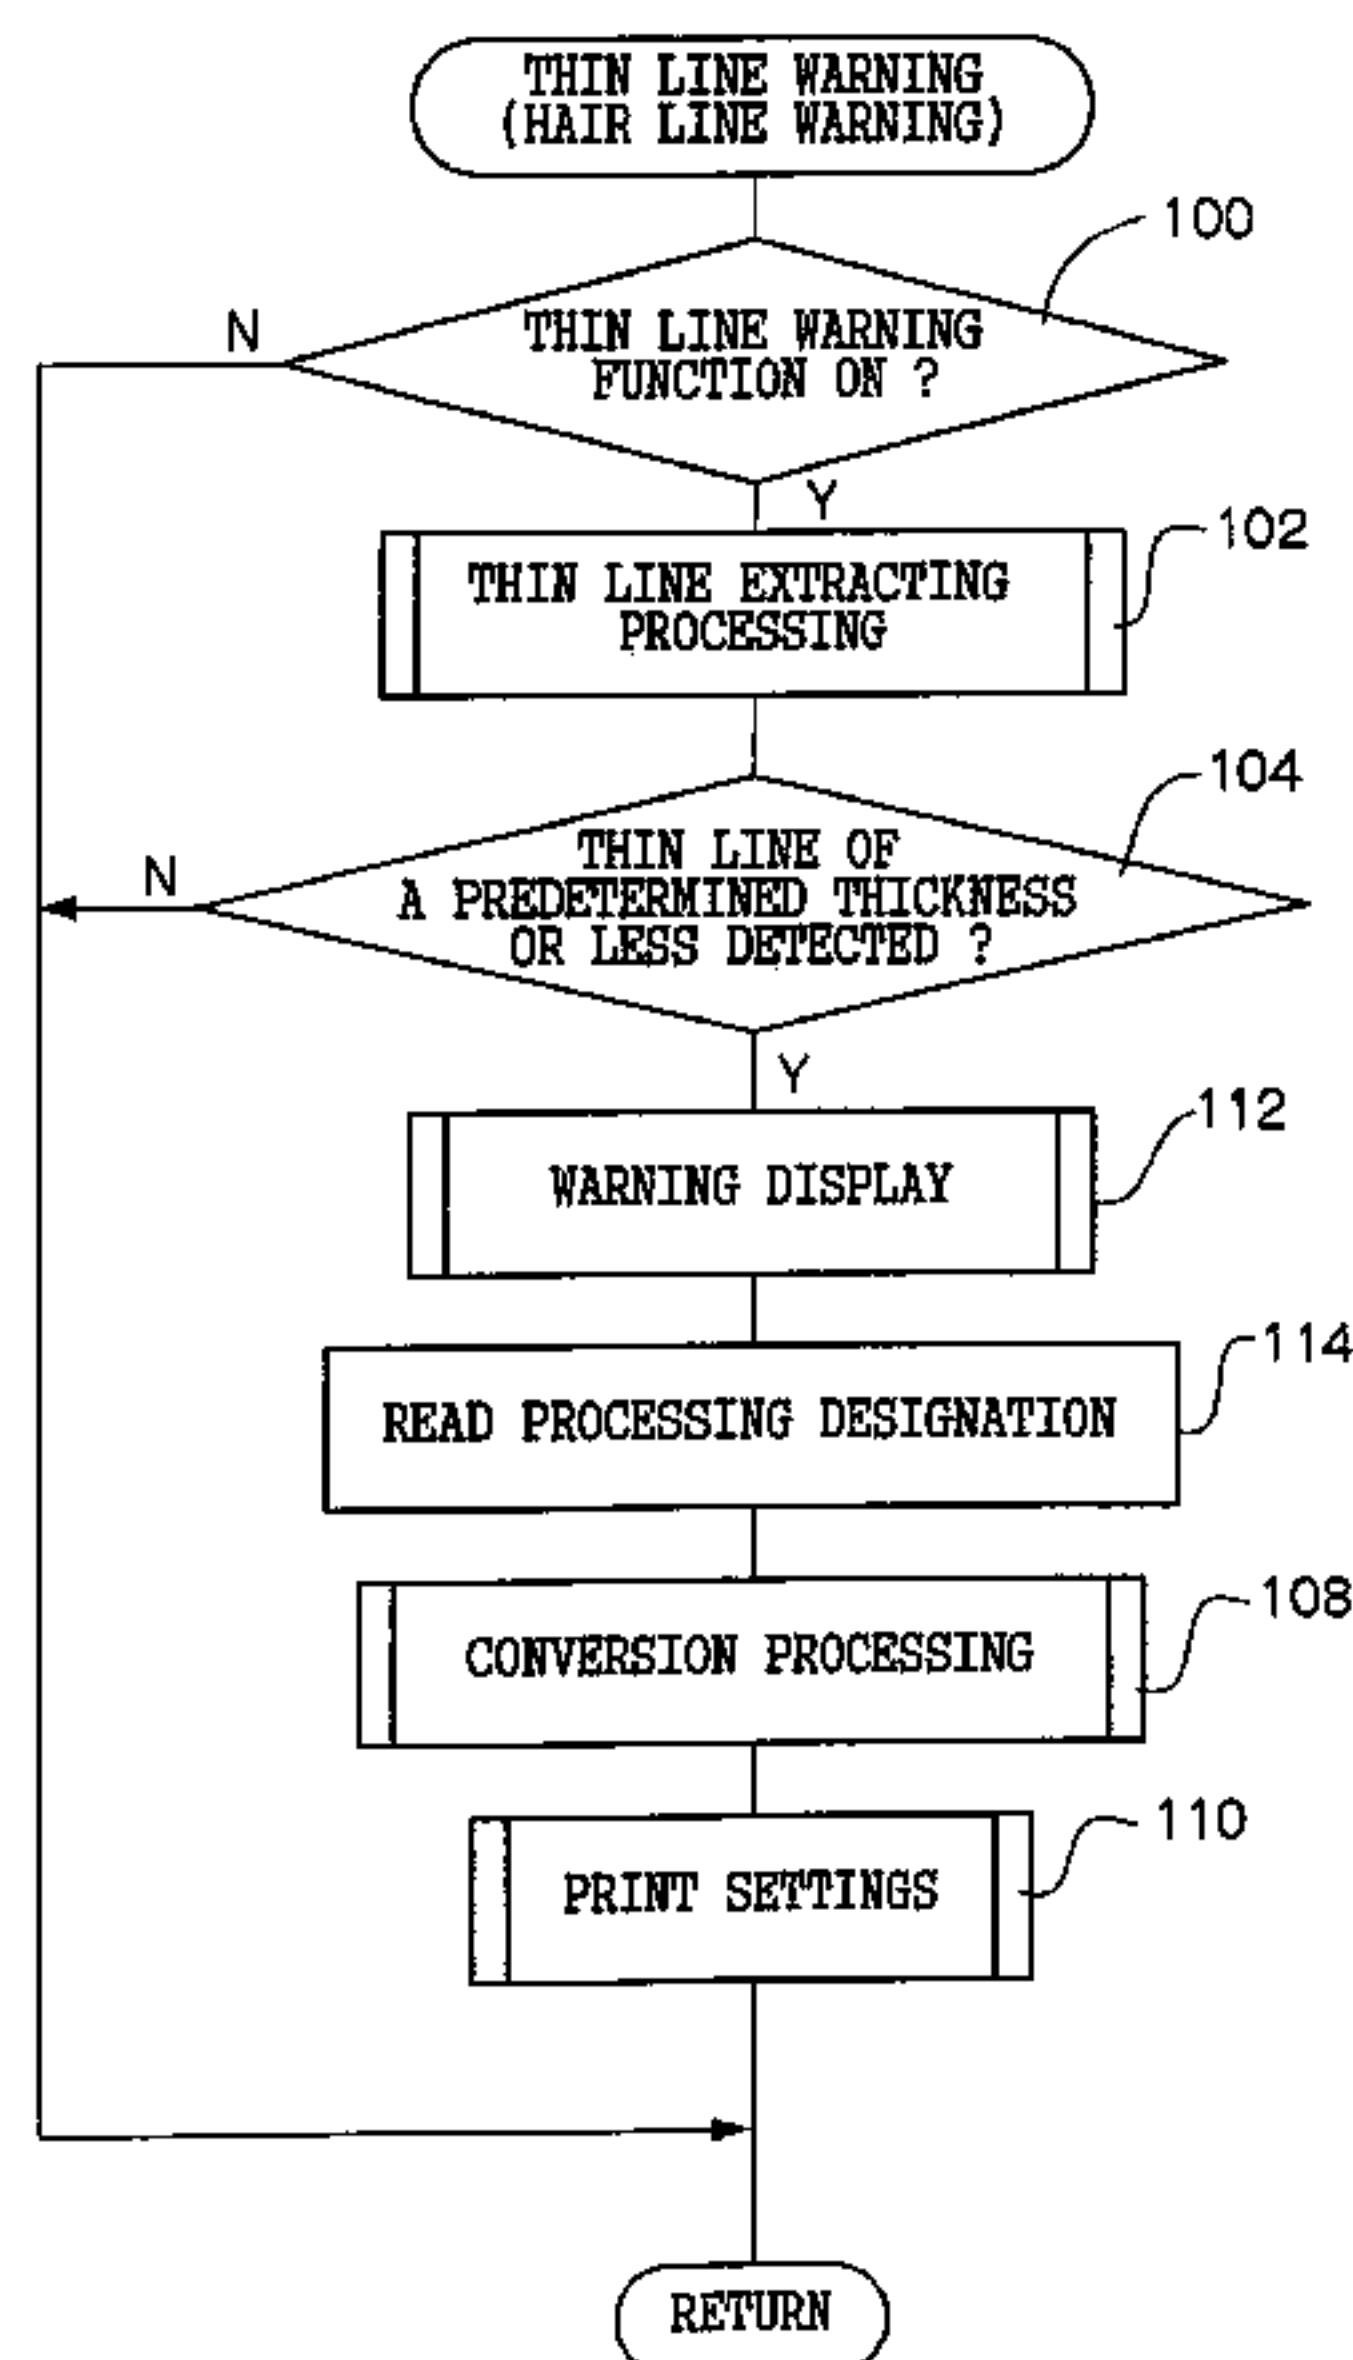 THIN LINE WARNING
(HAIR LINE WARNING)
100
N
THIN LINE WARNING
FUNCTION ON ?
Y
102
THIN LINE EXTRACTING
PROCESSING
104
N
THIN LINE OF
A PREDETERMINED THICKNESS
OR LESS DETECTED ?
Y
112
WARNING DISPLAY
114
READ PROCESSING DESIGNATION
108
CONVERSION PROCESSING
110
PRINT SETTINGS
RETURN